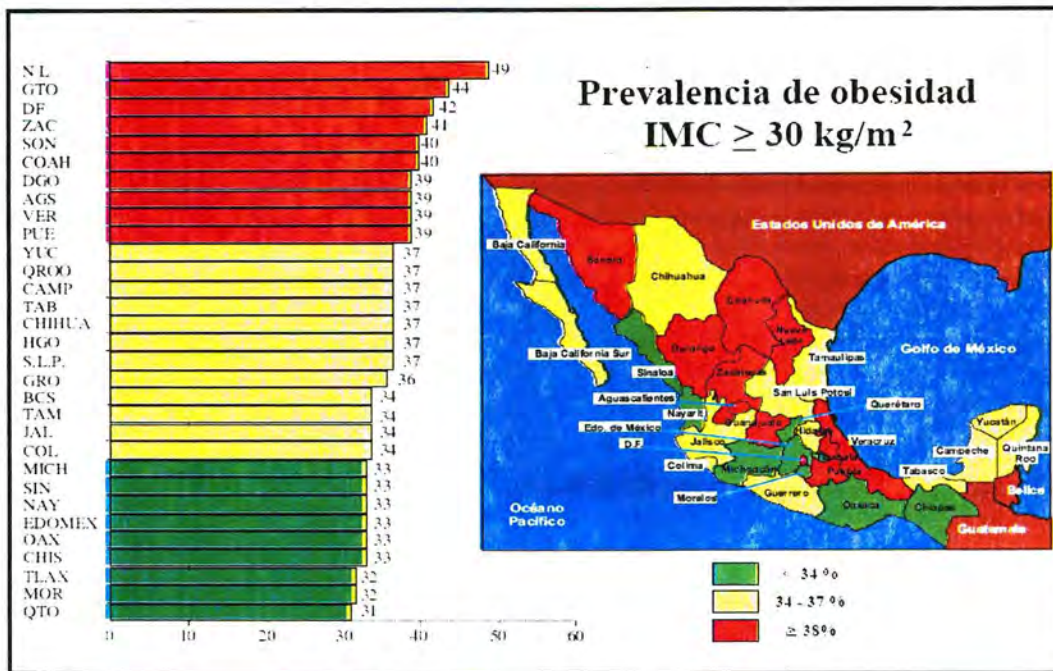 Prevalencia de obesidad
IMC ≥ 30 kg/m²
N L 49
GTO 44
DF 42
ZAC 41
SON 40
COAH 40
DGO 39
AGS 39
VER 39
PUE 39
YUC 37
QROO 37
CAMP 37
TAB 37
CHIHUA 37
HGO 37
S.L.P. 37
GRO 36
BCS 34
TAM 34
JAL 34
COL 34
MICH 33
SIN 33
NAY 33
EDOMEX 33
OAX 33
CHIS 33
TLAX 32
MOR 32
QTO 31
0 10 20 30 40 50 60
Estados Unidos de América
Baja California
Sonora
Chihuahua
Coahuila
Nuevo
León
Baja California Sur
Durango
Tamaulipas
Golfo de México
Sinaloa
Zacatecas
San Luis Potosí
Aguascalientes
Querétaro
Nayarit
Guanajuato
Hidalgo
Yucatán
Edo. de México
Jalisco
Veracruz
Campeche
Quintana
Roo
D.F.
Colima
Michoacán
Puebla
Tabasco
Belice
Morelos
Guerrero
Oaxaca
Chiapas
Océano
Pacífico
Guatemala
< 34 %
34 - 37 %
≥ 38%